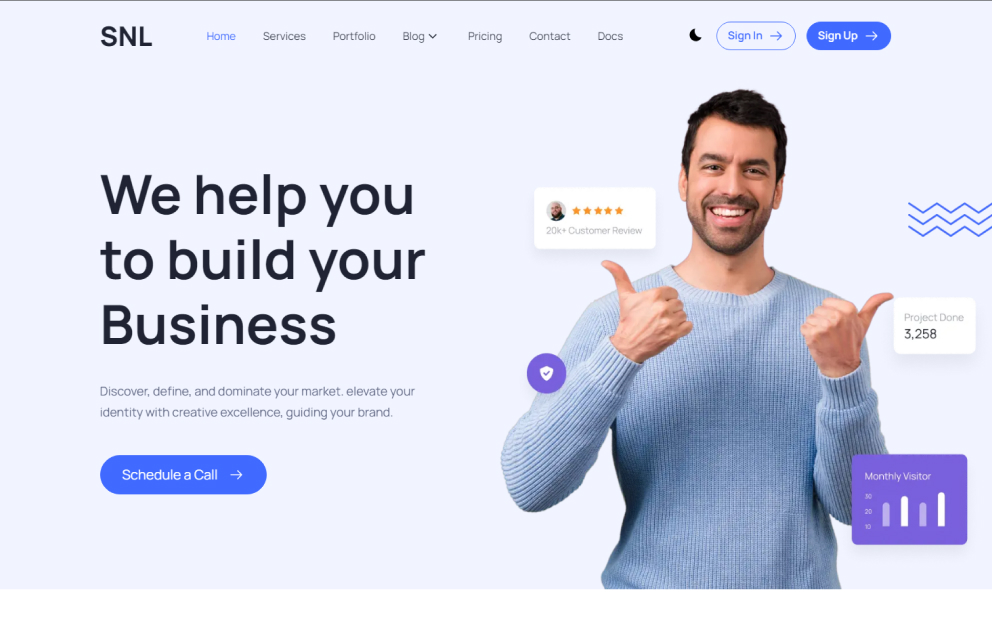 SNL
Home Services Portfolio Blog Pricing Contact Docs
Sign In
Sign Up
We help you
to build your
Business
Discover, define, and dominate your market. elevate your
identity with creative excellence, guiding your brand.
Schedule a Call
20k+ Customer Review
Project Done
3,258
Monthly Visitor
30
20
10